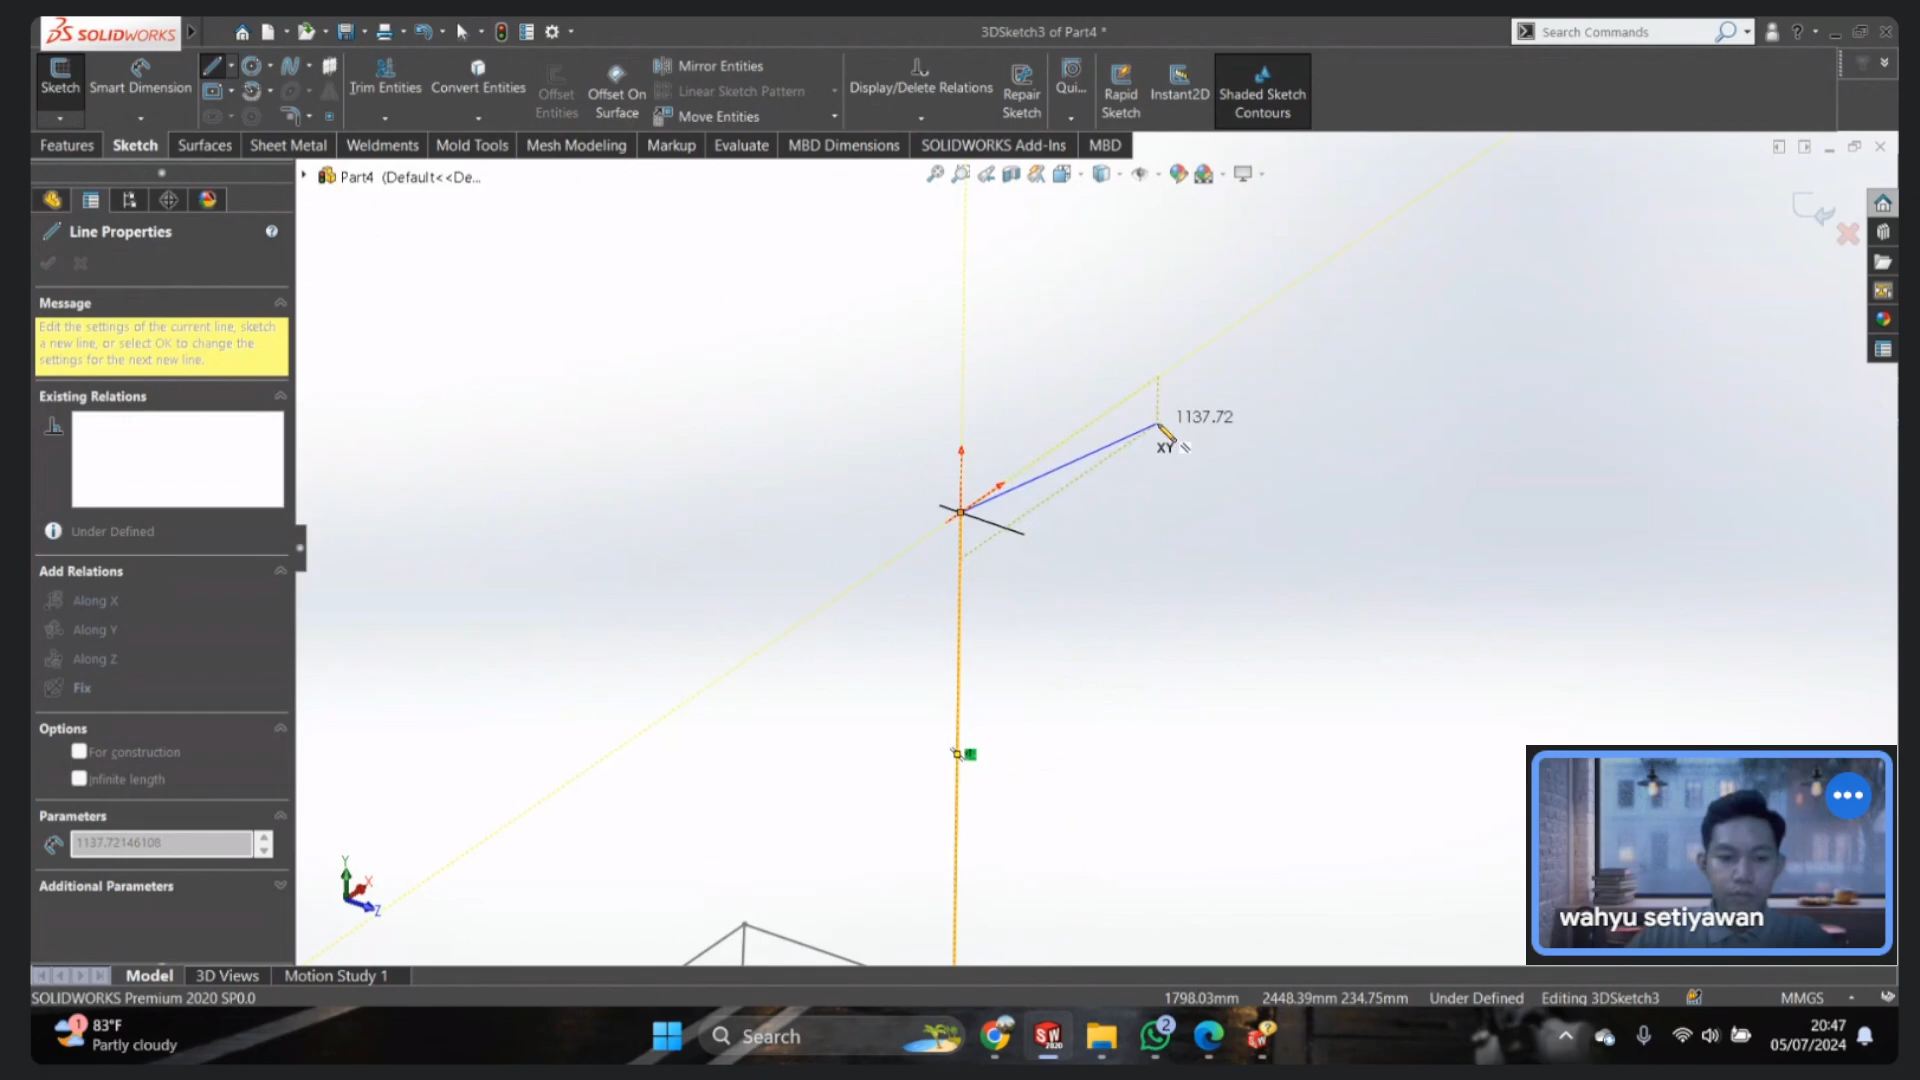 SOLIDWORKS
3DSketch3 of Part4 *
Search Commands
Sketch
Smart Dimension
Trim Entities
Convert Entities
Offset
Entities
Offset On
Surface
Mirror Entities
Linear Sketch Pattern
Move Entities
Display/Delete Relations
Repair
Sketch
Qui...
Rapid
Sketch
Instant2D
Shaded Sketch
Contours
Features
Sketch
Surfaces
Sheet Metal
Weldments
Mold Tools
Mesh Modeling
Markup
Evaluate
MBD Dimensions
SOLIDWORKS Add-Ins
MBD
Part4 (Default<<De...
Line Properties
Message
Edit the settings of the current line, sketch
a new line, or select OK to change the
settings for the next new line.
Existing Relations
Under Defined
Add Relations
Along X
Along Y
Along Z
Fix
Options
For construction
Infinite length
Parameters
1137.72146108
Additional Parameters
1137.72
XY
Y
X
Z
wahyu setiyawan
Model
3D Views
Motion Study 1
SOLIDWORKS Premium 2020 SP0.0
1798.03mm
2448.39mm 234.75mm
Under Defined
Editing 3DSketch3
MMGS
1
83°F
Partly cloudy
Search
SW
2020
2
20:47
05/07/2024